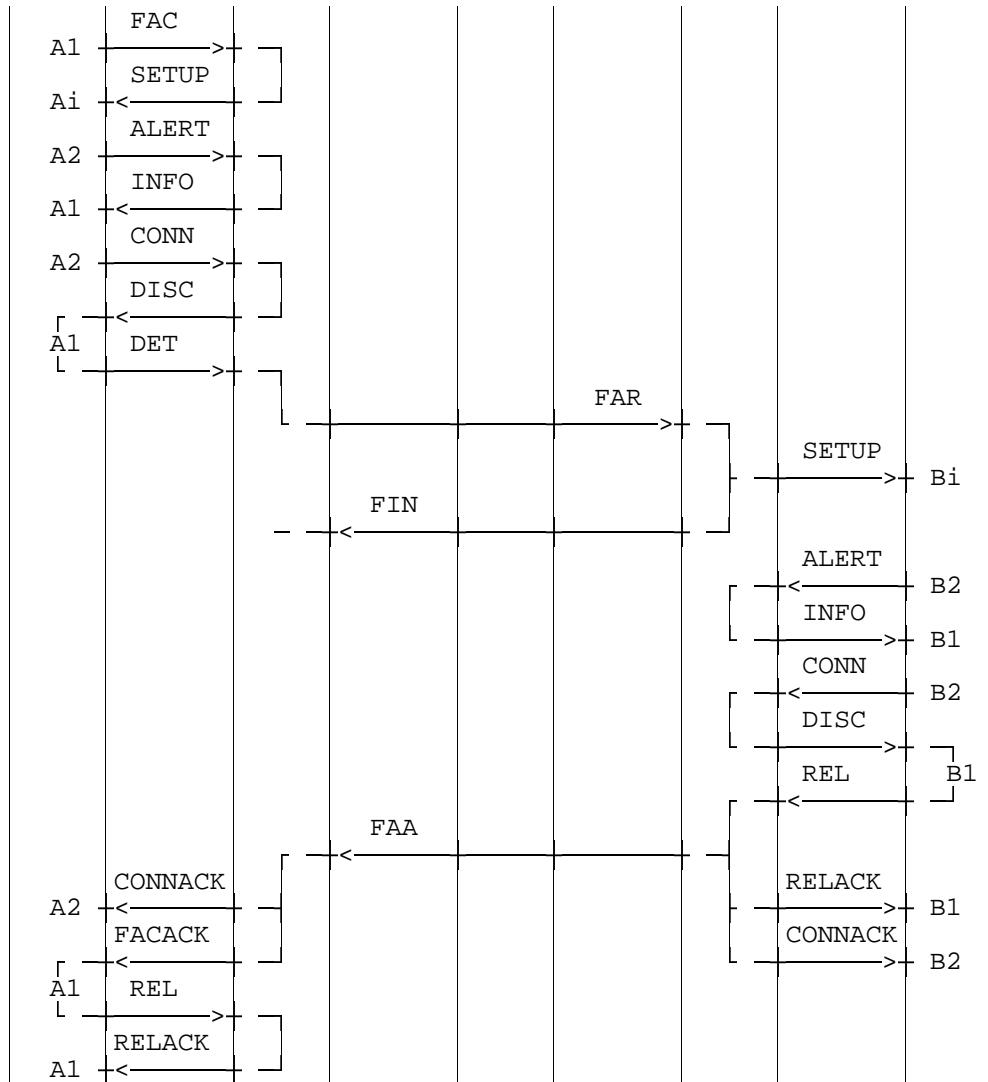 FAC
A1
SETUP
Ai
ALERT
A2
INFO
A1
CONN
A2
DISC
A1 DET
FAR
SETUP
Bi
FIN
ALERT
B2
INFO
B1
CONN
B2
DISC
REL B1
FAA
CONNACK RELACK
A2 B1
FACACK CONNACK
B2
A1 REL
RELACK
A1